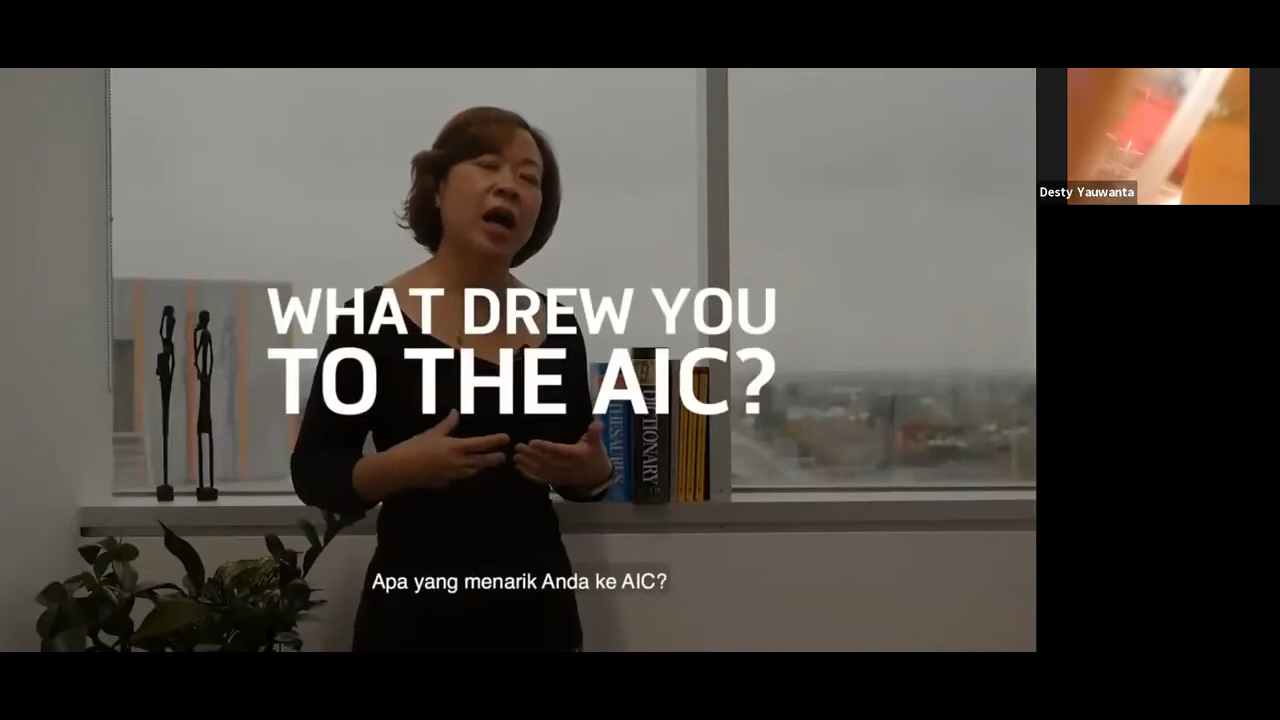 WHAT DREW YOU
TO THE AIC?
THESAURUS
DICTIONARY
Apa yang menarik Anda ke AIC?
Desty Yauwanta